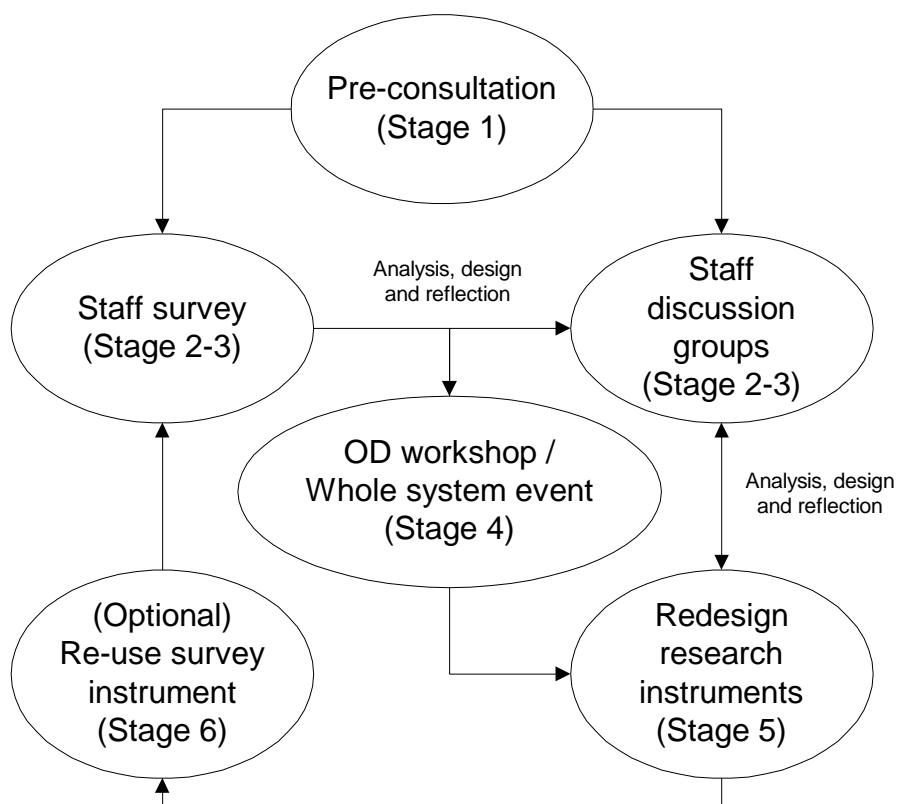 Pre-consultation
(Stage 1)
Staff survey
(Stage 2-3)
Analysis, design
and reflection
Staff
discussion
groups
(Stage 2-3)
OD workshop /
Whole system event
(Stage 4)
Analysis, design
and reflection
(Optional)
Re-use survey
instrument
(Stage 6)
Redesign
research
instruments
(Stage 5)